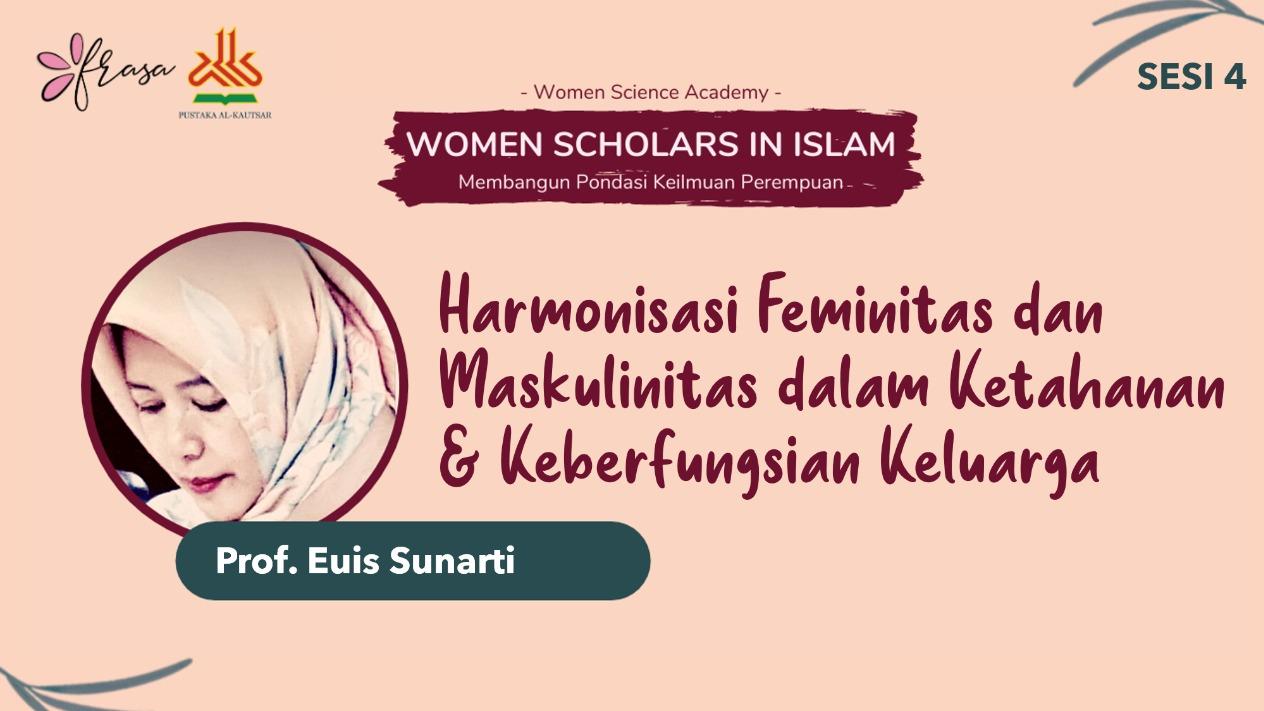 frasa
PUSTAKA AL-KAUTSAR
SESI 4
- Women Science Academy -
WOMEN SCHOLARS IN ISLAM
Membangun Pondasi Keilmuan Perempuan
Harmonisasi Feminitas dan
Maskulinitas dalam Ketahanan
& Keberfungsian Keluarga
Prof. Euis Sunarti